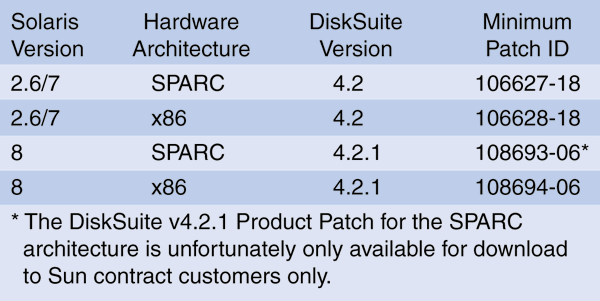 Solaris Version Hardware Architecture DiskSuite Version Minimum Patch ID
2.6/7 SPARC 4.2 106627-18
2.6/7 x86 4.2 106628-18
8 SPARC 4.2.1 108693-06*
8 x86 4.2.1 108694-06
* The DiskSuite v4.2.1 Product Patch for the SPARC
architecture is unfortunately only available for download
to Sun contract customers only.